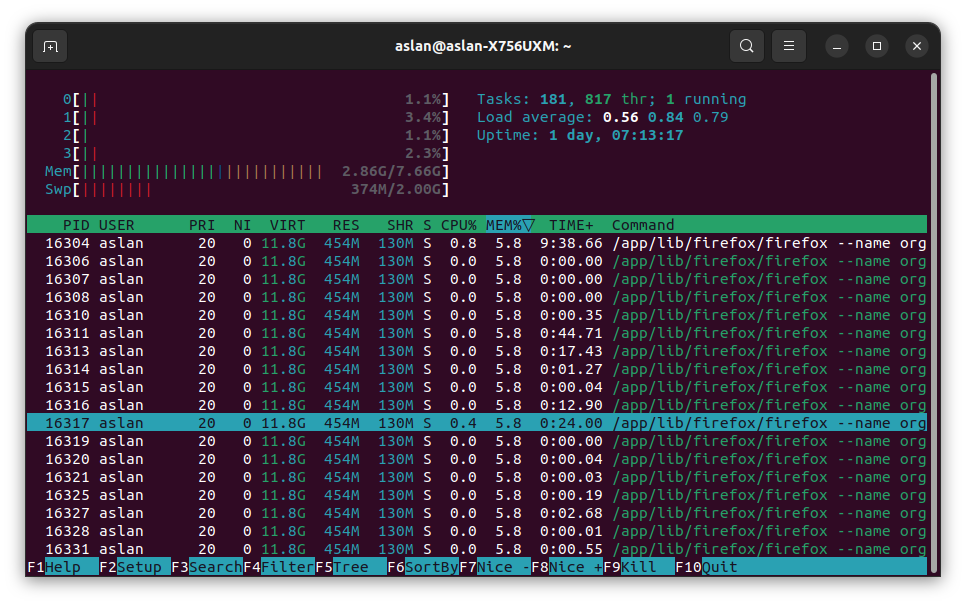 aslan@aslan-X756UXM: ~
0[|| 1.1%] Tasks: 181, 817 thr; 1 running
1[|| 3.4%] Load average: 0.56 0.84 0.79
2[| 1.1%] Uptime: 1 day, 07:13:17
3[|| 2.3%]
Mem[||||||||||||||||||||||||||| 2.86G/7.66G]
Swp[|||||||| 374M/2.00G]
PID USER PRI NI VIRT RES SHR S CPU% MEM%▽ TIME+ Command
16304 aslan 20 0 11.8G 454M 130M S 0.8 5.8 9:38.66 /app/lib/firefox/firefox --name org
16306 aslan 20 0 11.8G 454M 130M S 0.0 5.8 0:00.00 /app/lib/firefox/firefox --name org
16307 aslan 20 0 11.8G 454M 130M S 0.0 5.8 0:00.00 /app/lib/firefox/firefox --name org
16308 aslan 20 0 11.8G 454M 130M S 0.0 5.8 0:00.00 /app/lib/firefox/firefox --name org
16310 aslan 20 0 11.8G 454M 130M S 0.0 5.8 0:00.35 /app/lib/firefox/firefox --name org
16311 aslan 20 0 11.8G 454M 130M S 0.0 5.8 0:44.71 /app/lib/firefox/firefox --name org
16313 aslan 20 0 11.8G 454M 130M S 0.0 5.8 0:17.43 /app/lib/firefox/firefox --name org
16314 aslan 20 0 11.8G 454M 130M S 0.0 5.8 0:01.27 /app/lib/firefox/firefox --name org
16315 aslan 20 0 11.8G 454M 130M S 0.0 5.8 0:00.04 /app/lib/firefox/firefox --name org
16316 aslan 20 0 11.8G 454M 130M S 0.0 5.8 0:12.90 /app/lib/firefox/firefox --name org
16317 aslan 20 0 11.8G 454M 130M S 0.4 5.8 0:24.00 /app/lib/firefox/firefox --name org
16319 aslan 20 0 11.8G 454M 130M S 0.0 5.8 0:00.00 /app/lib/firefox/firefox --name org
16320 aslan 20 0 11.8G 454M 130M S 0.0 5.8 0:00.04 /app/lib/firefox/firefox --name org
16321 aslan 20 0 11.8G 454M 130M S 0.0 5.8 0:00.03 /app/lib/firefox/firefox --name org
16325 aslan 20 0 11.8G 454M 130M S 0.0 5.8 0:00.19 /app/lib/firefox/firefox --name org
16327 aslan 20 0 11.8G 454M 130M S 0.0 5.8 0:02.68 /app/lib/firefox/firefox --name org
16328 aslan 20 0 11.8G 454M 130M S 0.0 5.8 0:00.01 /app/lib/firefox/firefox --name org
16331 aslan 20 0 11.8G 454M 130M S 0.0 5.8 0:00.55 /app/lib/firefox/firefox --name org
F1Help F2Setup F3SearchF4FilterF5Tree F6SortByF7Nice -F8Nice +F9Kill F10Quit